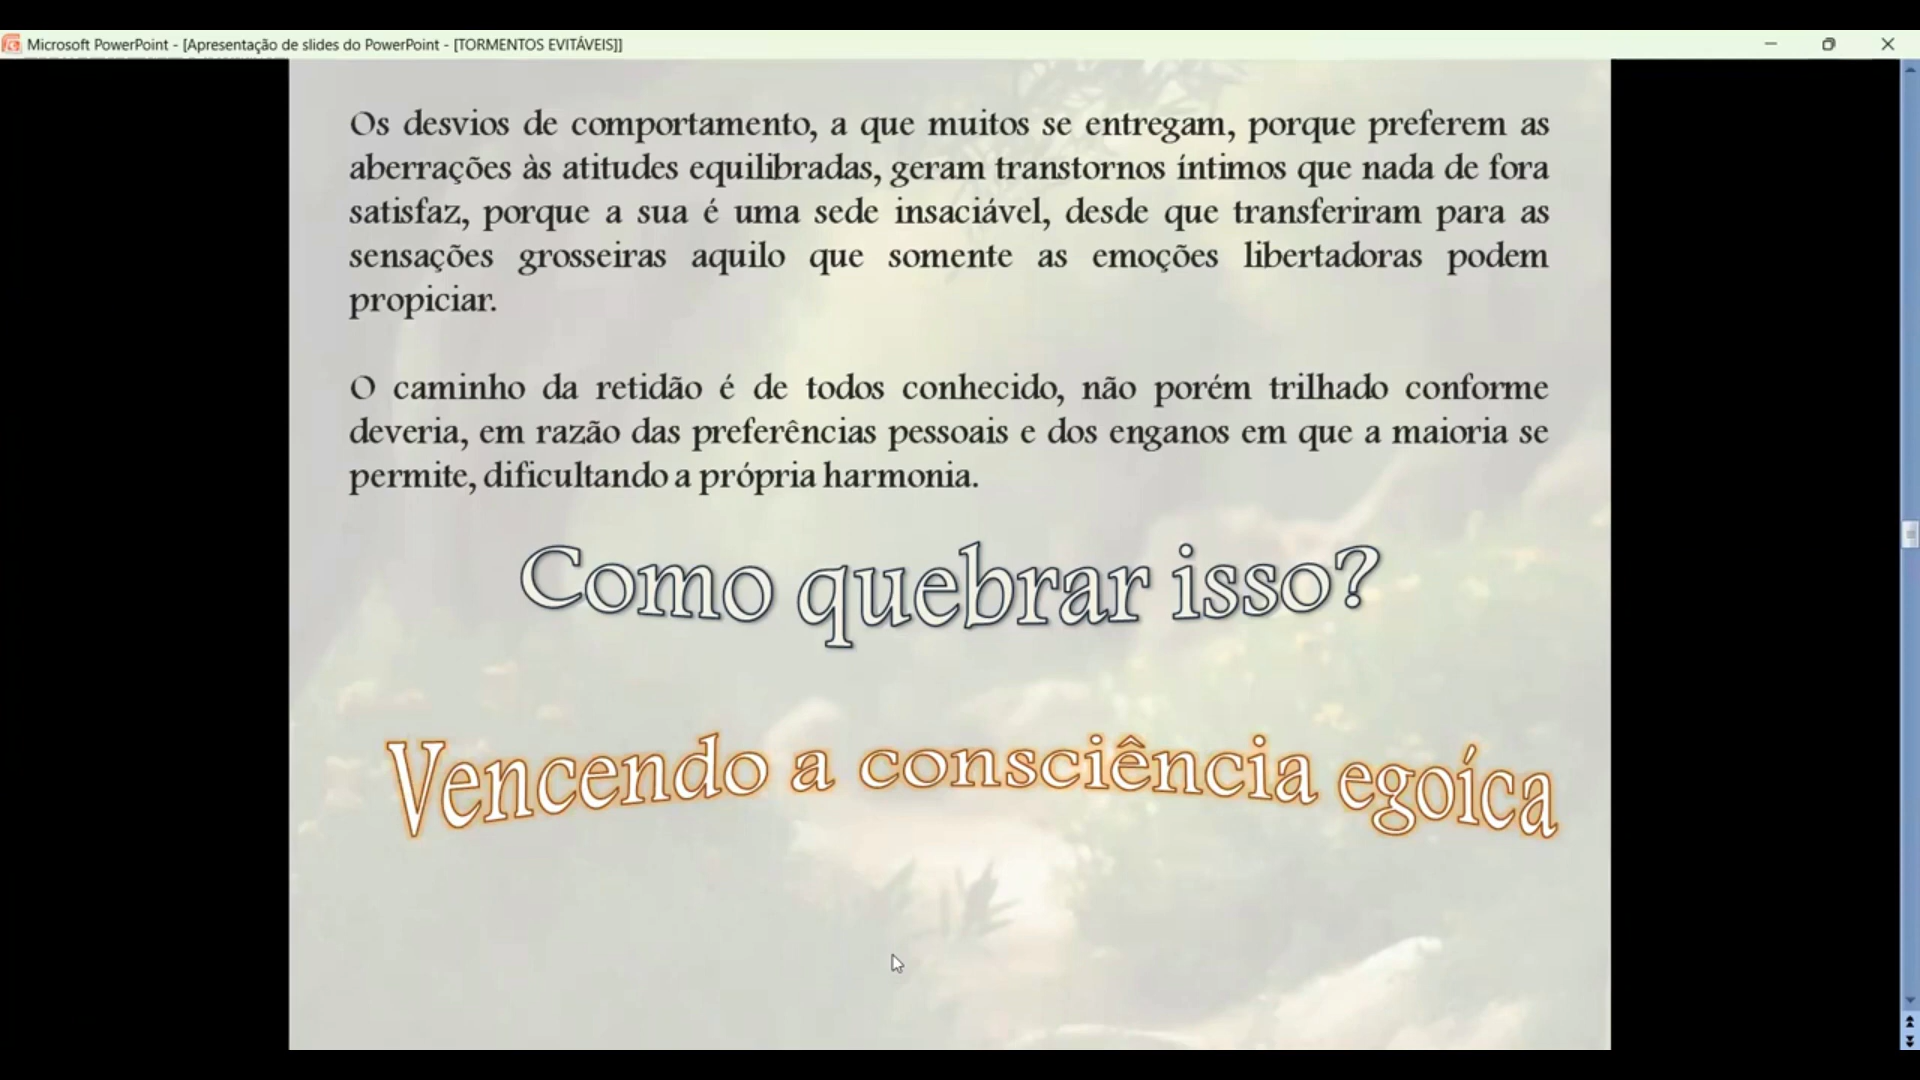 Microsoft PowerPoint - [Apresentação de slides do PowerPoint - [TORMENTOS EVITÁVEIS]]
Os desvios de comportamento, a que muitos se entregam, porque preferem as
aberrações às atitudes equilibradas, geram transtornos íntimos que nada de fora
satisfaz, porque a sua é uma sede insaciável, desde que transferiram para as
sensações grosseiras aquilo que somente as emoções libertadoras podem
propiciar.
O caminho da retidão é de todos conhecido, não porém trilhado conforme
deveria, em razão das preferências pessoais e dos enganos em que a maioria se
permite, dificultando a própria harmonia.
Como quebrar isso?
Vencendo a consciência egoíca